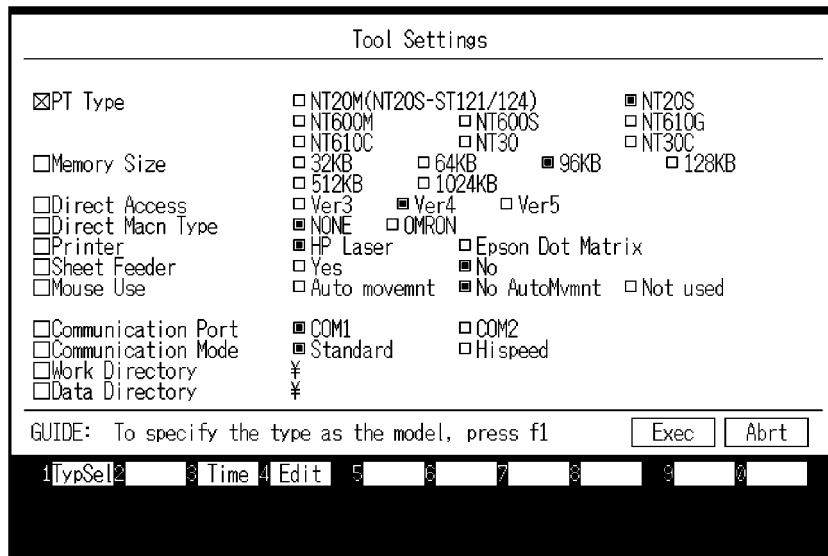 Tool Settings
PT Type NT20M(NT20S-ST121/124) NT20S
NT600M NT600S NT610G
NT610C NT30 NT30C
Memory Size 32KB 64KB 96KB 128KB
512KB 1024KB
Direct Access Ver3 Ver4 Ver5
Direct Macn Type NONE OMRON
Printer HP Laser Epson Dot Matrix
Sheet Feeder Yes No
Mouse Use Auto movemnt No AutoMvmnt Not used
Communication Port COM1 COM2
Communication Mode Standard Hispeed
Work Directory ¥
Data Directory ¥
GUIDE: To specify the type as the model, press f1 Exec Abrt
1 TypSel 2 3 Time 4 Edit 5 6 7 8 9 0